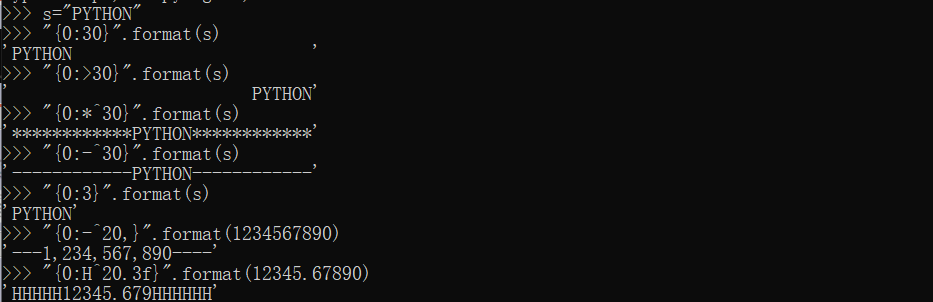 >>> s="PYTHON"
>>> "{0:30}".format(s)
'PYTHON                        '
>>> "{0:>30}".format(s)
'                        PYTHON'
>>> "{0:*^30}".format(s)
'************PYTHON************'
>>> "{0:-^30}".format(s)
'------------PYTHON------------'
>>> "{0:3}".format(s)
'PYTHON'
>>> "{0:-^20,}".format(1234567890)
'---1,234,567,890----'
>>> "{0:H^20.3f}".format(12345.67890)
'HHHHH12345.679HHHHHH'